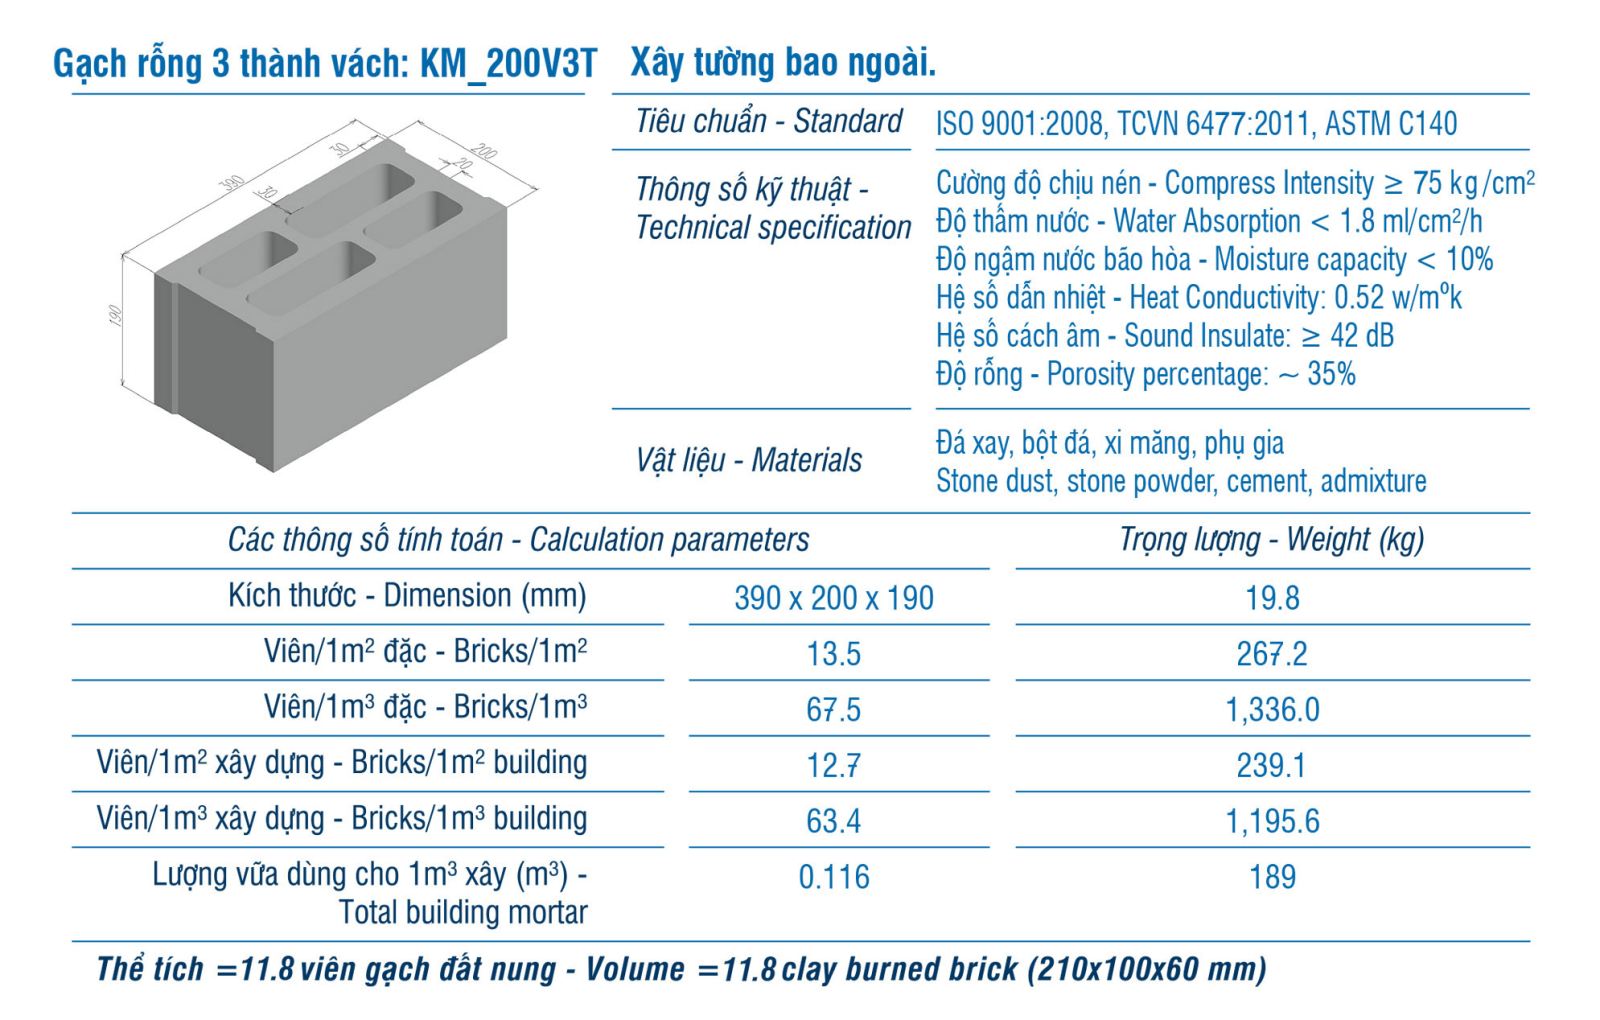 Gạch rỗng 3 thành vách: KM_200V3T
Xây tường bao ngoài.
390
30
200
20
30
190
Tiêu chuẩn - Standard
ISO 9001:2008, TCVN 6477:2011, ASTM C140
Thông số kỹ thuật -
Technical specification
Cường độ chịu nén - Compress Intensity ≥ 75 kg/cm²
Độ thấm nước - Water Absorption < 1.8 ml/cm²/h
Độ ngậm nước bão hòa - Moisture capacity < 10%
Hệ số dẫn nhiệt - Heat Conductivity: 0.52 w/m⁰k
Hệ số cách âm - Sound Insulate: ≥ 42 dB
Độ rỗng - Porosity percentage: ~ 35%
Vật liệu - Materials
Đá xay, bột đá, xi măng, phụ gia
Stone dust, stone powder, cement, admixture
Các thông số tính toán - Calculation parameters
Trọng lượng - Weight (kg)
Kích thước - Dimension (mm) 390 x 200 x 190 19.8
Viên/1m² đặc - Bricks/1m² 13.5 267.2
Viên/1m³ đặc - Bricks/1m³ 67.5 1,336.0
Viên/1m² xây dựng - Bricks/1m² building 12.7 239.1
Viên/1m³ xây dựng - Bricks/1m³ building 63.4 1,195.6
Lượng vữa dùng cho 1m³ xây (m³) - 0.116 189
Total building mortar
Thể tích =11.8 viên gạch đất nung - Volume =11.8 clay burned brick (210x100x60 mm)